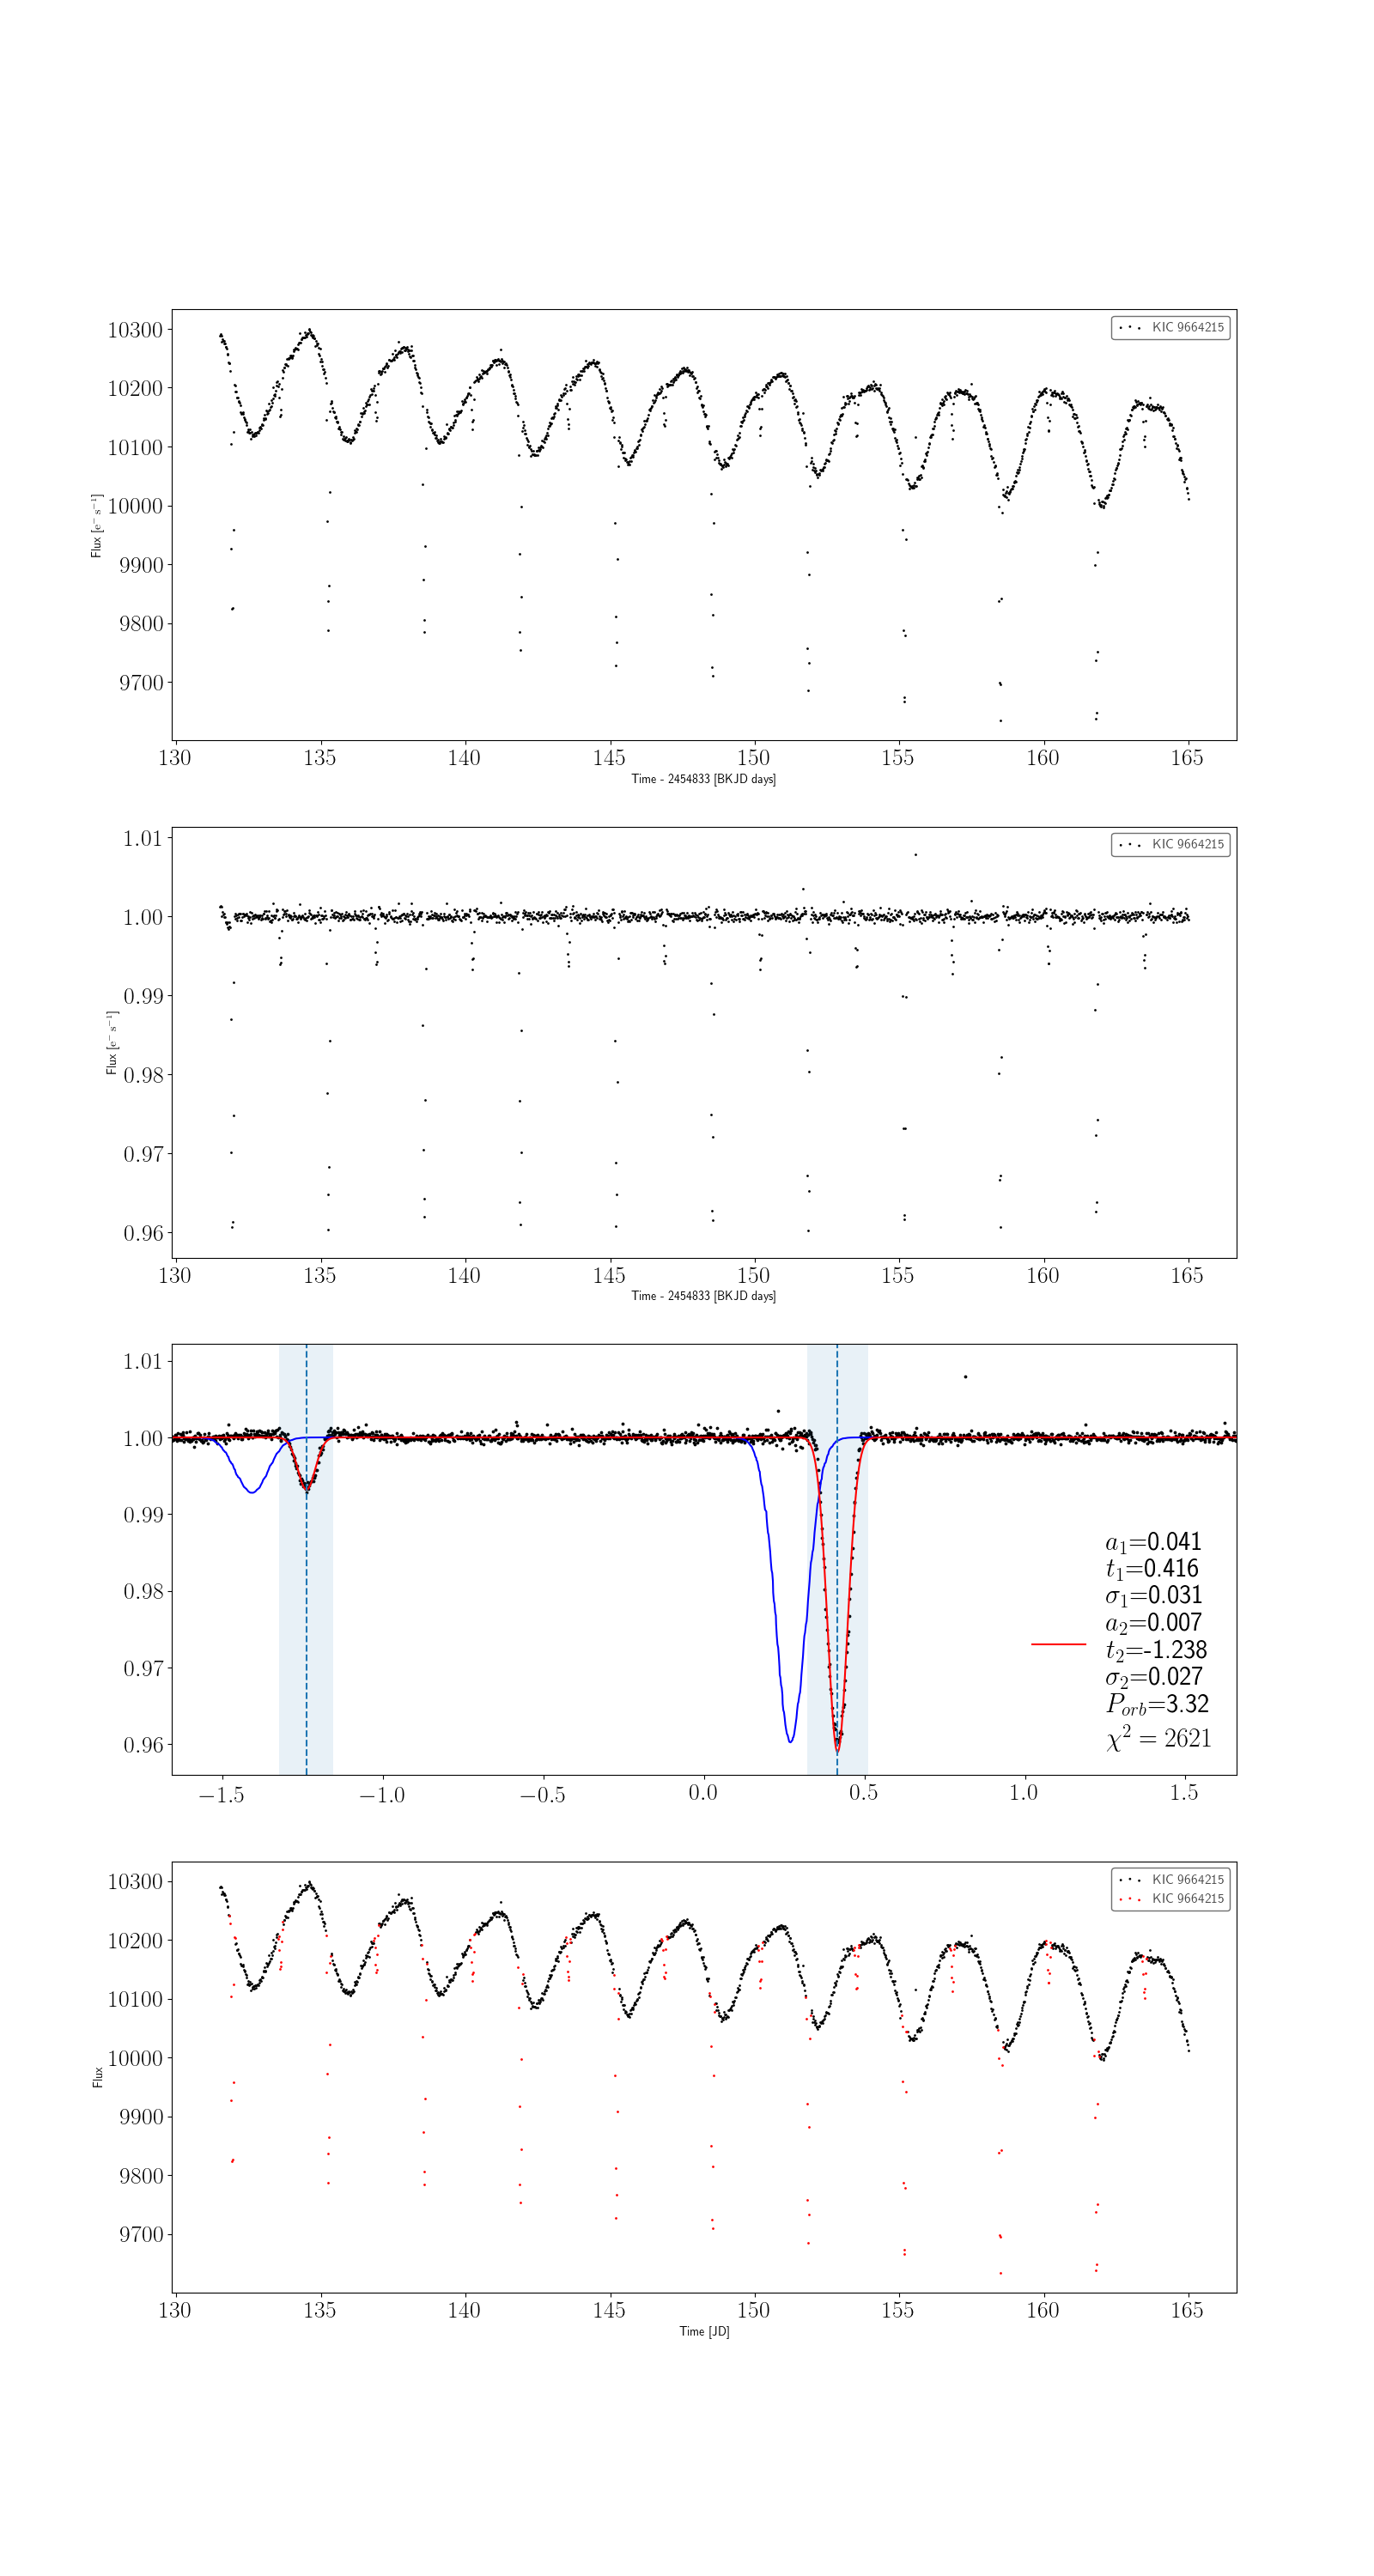 10300
10200
10100
10000
9900
9800
9700
Flux [e⁻ s⁻¹]
KIC 9664215
130 135 140 145 150 155 160 165
Time - 2454833 [BKJD days]
1.01
1.00
0.99
0.98
0.97
0.96
Flux [e⁻ s⁻¹]
KIC 9664215
130 135 140 145 150 155 160 165
Time - 2454833 [BKJD days]
1.01
1.00
0.99
0.98
0.97
0.96
a₁=0.041
t₁=0.416
σ₁=0.031
a₂=0.007
t₂=-1.238
σ₂=0.027
P_orb=3.32
χ² = 2621
−1.5 −1.0 −0.5 0.0 0.5 1.0 1.5
10300
10200
10100
10000
9900
9800
9700
Flux
KIC 9664215
KIC 9664215
130 135 140 145 150 155 160 165
Time [JD]